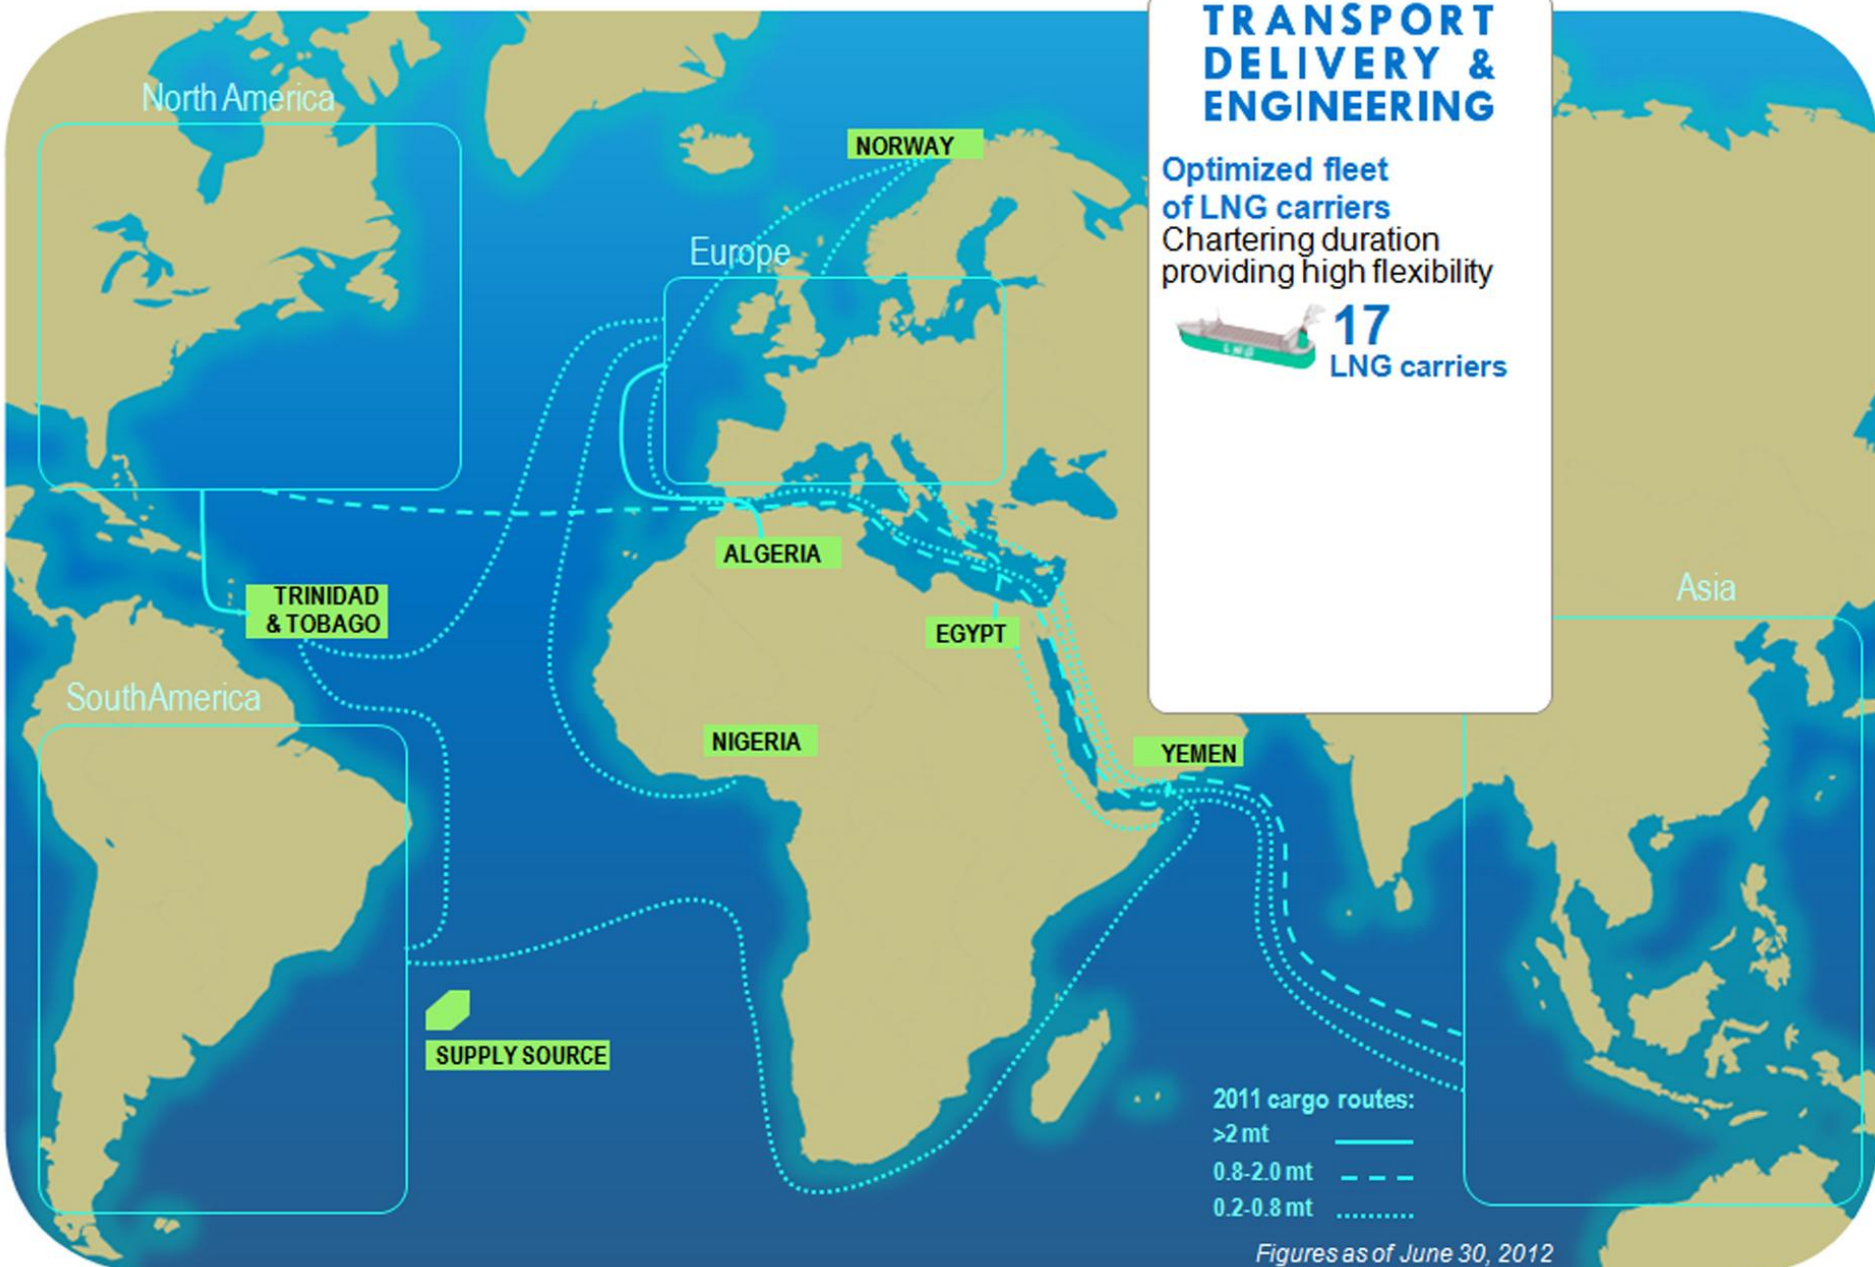 TRANSPORT
DELIVERY &
ENGINEERING
North America
NORWAY
Optimized fleet
of LNG carriers
Chartering duration
providing high flexibility
Europe
17
LNG carriers
LNG
ALGERIA
Asia
TRINIDAD
& TOBAGO
EGYPT
SouthAmerica
NIGERIA
YEMEN
SUPPLY SOURCE
2011 cargo routes:
>2 mt
0.8-2.0 mt
0.2-0.8 mt
Figures as of June 30, 2012